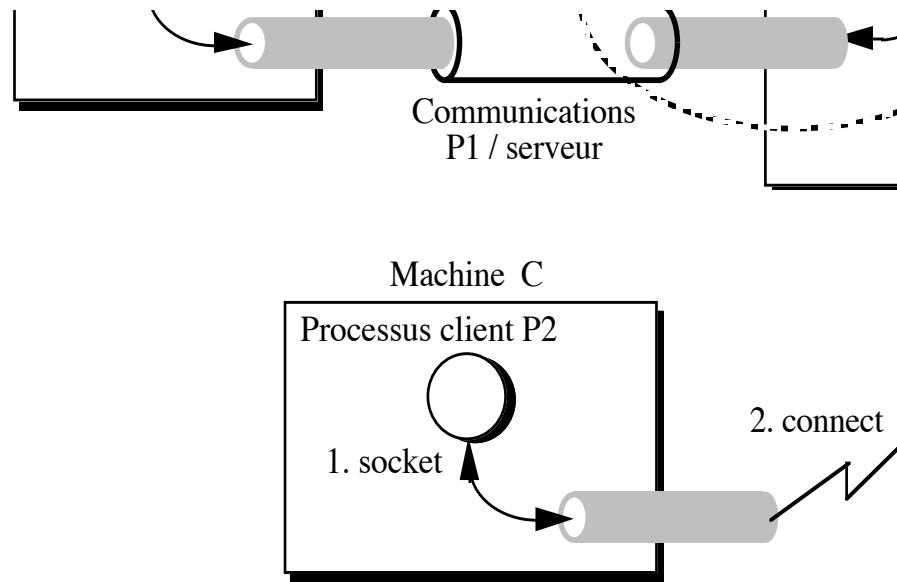 Communications
P1 / serveur
Machine C
Processus client P2
2. connect
1. socket